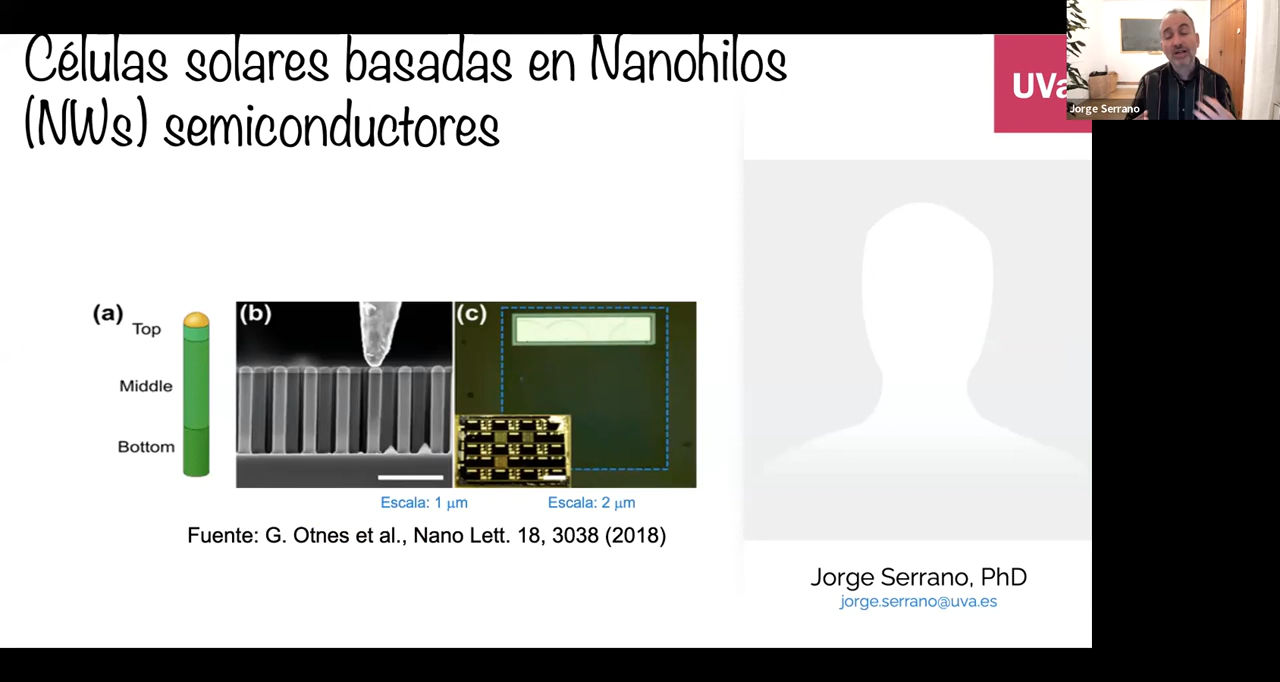 Células solares basadas en Nanohilos
(NWs) semiconductores
UVa
Jorge Serrano
(a)
Top
Middle
Bottom
(b)
(c)
Escala: 1 μm
Escala: 2 μm
Fuente: G. Otnes et al., Nano Lett. 18, 3038 (2018)
Jorge Serrano, PhD
jorge.serrano@uva.es